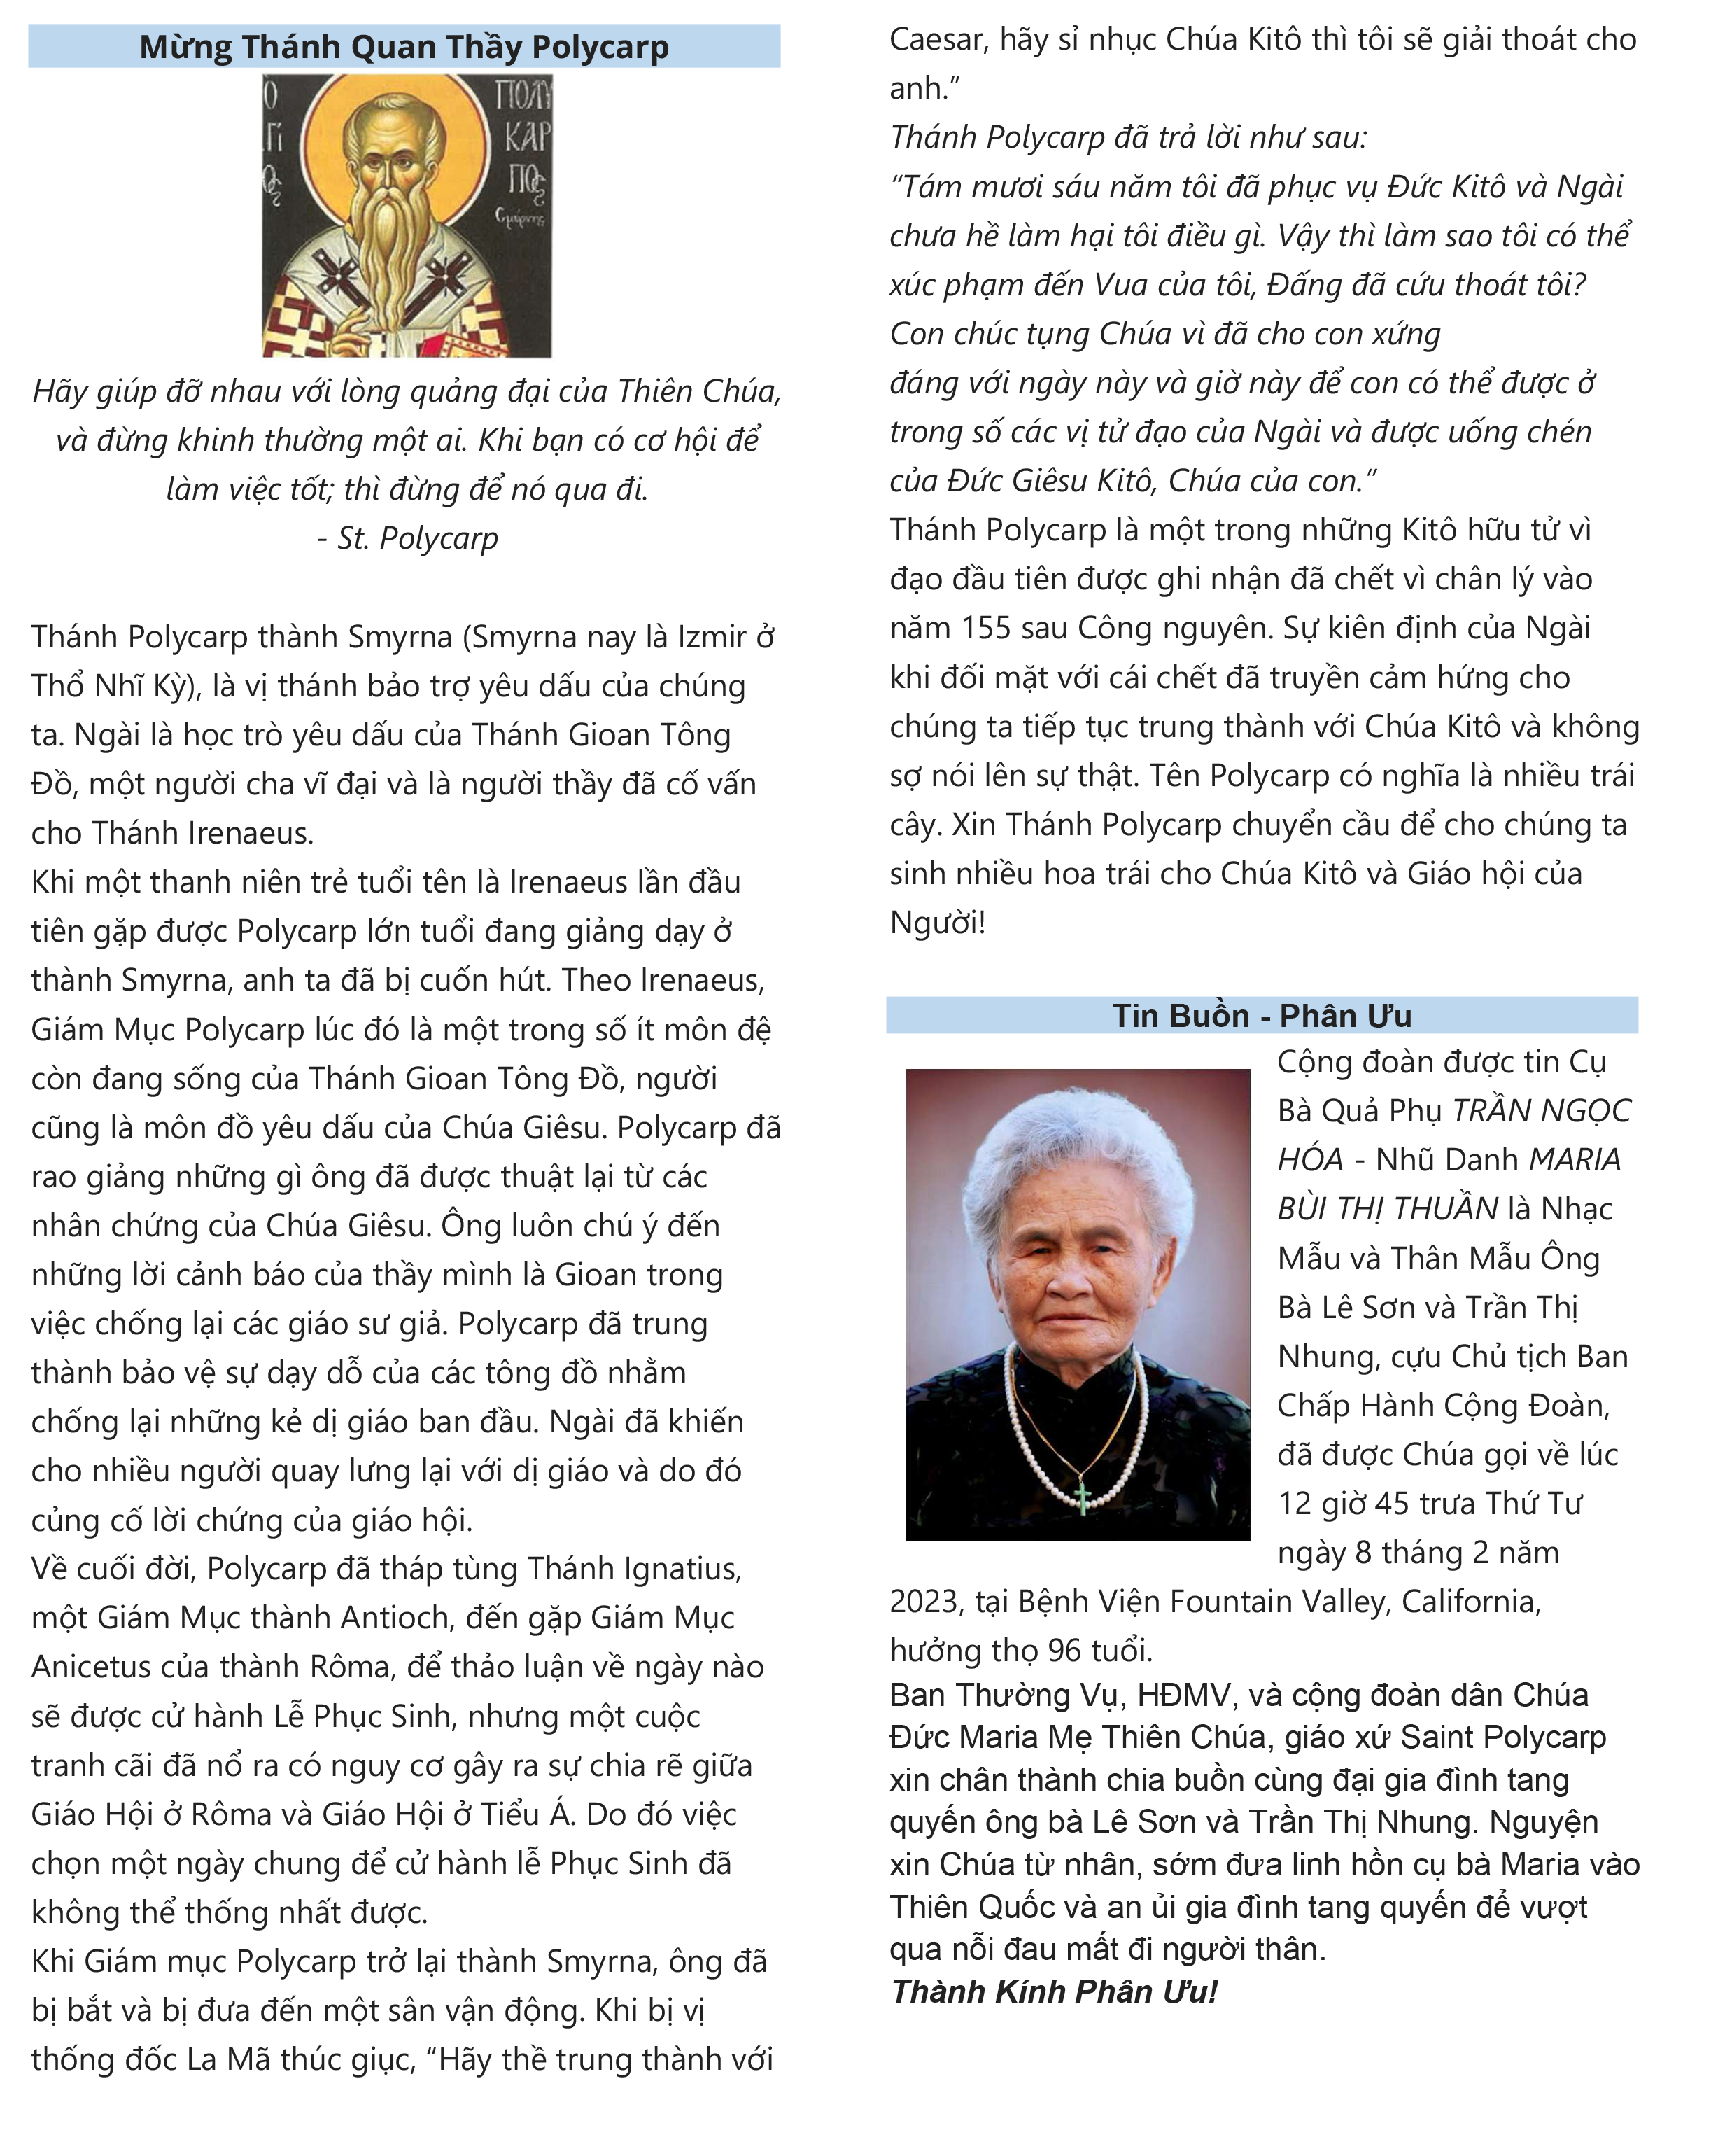 Mừng Thánh Quan Thầy Polycarp
Ο
ΠΟΛΥ
ΚΑΡ
Hãy giúp đỡ nhau với lòng quảng đại của Thiên Chúa,
và đừng khinh thường một ai. Khi bạn có cơ hội để
làm việc tốt; thì đừng để nó qua đi.
- St. Polycarp
Thánh Polycarp thành Smyrna (Smyrna nay là Izmir ở
Thổ Nhĩ Kỳ), là vị thánh bảo trợ yêu dấu của chúng
ta. Ngài là học trò yêu dấu của Thánh Gioan Tông
Đồ, một người cha vĩ đại và là người thầy đã cố vấn
cho Thánh Irenaeus.
Khi một thanh niên trẻ tuổi tên là Irenaeus lần đầu
tiên gặp được Polycarp lớn tuổi đang giảng dạy ở
thành Smyrna, anh ta đã bị cuốn hút. Theo Irenaeus,
Giám Mục Polycarp lúc đó là một trong số ít môn đệ
còn đang sống của Thánh Gioan Tông Đồ, người
cũng là môn đồ yêu dấu của Chúa Giêsu. Polycarp đã
rao giảng những gì ông đã được thuật lại từ các
nhân chứng của Chúa Giêsu. Ông luôn chú ý đến
những lời cảnh báo của thầy mình là Gioan trong
việc chống lại các giáo sư giả. Polycarp đã trung
thành bảo vệ sự dạy dỗ của các tông đồ nhằm
chống lại những kẻ dị giáo ban đầu. Ngài đã khiến
cho nhiều người quay lưng lại với dị giáo và do đó
củng cố lời chứng của giáo hội.
Về cuối đời, Polycarp đã tháp tùng Thánh Ignatius,
một Giám Mục thành Antioch, đến gặp Giám Mục
Anicetus của thành Rôma, để thảo luận về ngày nào
sẽ được cử hành Lễ Phục Sinh, nhưng một cuộc
tranh cãi đã nổ ra có nguy cơ gây ra sự chia rẽ giữa
Giáo Hội ở Rôma và Giáo Hội ở Tiểu Á. Do đó việc
chọn một ngày chung để cử hành lễ Phục Sinh đã
không thể thống nhất được.
Khi Giám mục Polycarp trở lại thành Smyrna, ông đã
bị bắt và bị đưa đến một sân vận động. Khi bị vị
thống đốc La Mã thúc giục, “Hãy thề trung thành với
Caesar, hãy sỉ nhục Chúa Kitô thì tôi sẽ giải thoát cho
anh.”
Thánh Polycarp đã trả lời như sau:
“Tám mươi sáu năm tôi đã phục vụ Đức Kitô và Ngài
chưa hề làm hại tôi điều gì. Vậy thì làm sao tôi có thể
xúc phạm đến Vua của tôi, Đấng đã cứu thoát tôi?
Con chúc tụng Chúa vì đã cho con xứng
đáng với ngày này và giờ này để con có thể được ở
trong số các vị tử đạo của Ngài và được uống chén
của Đức Giêsu Kitô, Chúa của con.”
Thánh Polycarp là một trong những Kitô hữu tử vì
đạo đầu tiên được ghi nhận đã chết vì chân lý vào
năm 155 sau Công nguyên. Sự kiên định của Ngài
khi đối mặt với cái chết đã truyền cảm hứng cho
chúng ta tiếp tục trung thành với Chúa Kitô và không
sợ nói lên sự thật. Tên Polycarp có nghĩa là nhiều trái
cây. Xin Thánh Polycarp chuyển cầu để cho chúng ta
sinh nhiều hoa trái cho Chúa Kitô và Giáo hội của
Người!
Tin Buồn - Phân Ưu
Cộng đoàn được tin Cụ
Bà Quả Phụ TRẦN NGỌC
HÓA - Nhũ Danh MARIA
BÙI THỊ THUẦN là Nhạc
Mẫu và Thân Mẫu Ông
Bà Lê Sơn và Trần Thị
Nhung, cựu Chủ tịch Ban
Chấp Hành Cộng Đoàn,
đã được Chúa gọi về lúc
12 giờ 45 trưa Thứ Tư
ngày 8 tháng 2 năm
2023, tại Bệnh Viện Fountain Valley, California,
hưởng thọ 96 tuổi.
Ban Thường Vụ, HĐMV, và cộng đoàn dân Chúa
Đức Maria Mẹ Thiên Chúa, giáo xứ Saint Polycarp
xin chân thành chia buồn cùng đại gia đình tang
quyến ông bà Lê Sơn và Trần Thị Nhung. Nguyện
xin Chúa từ nhân, sớm đưa linh hồn cụ bà Maria vào
Thiên Quốc và an ủi gia đình tang quyến để vượt
qua nỗi đau mất đi người thân.
Thành Kính Phân Ưu!